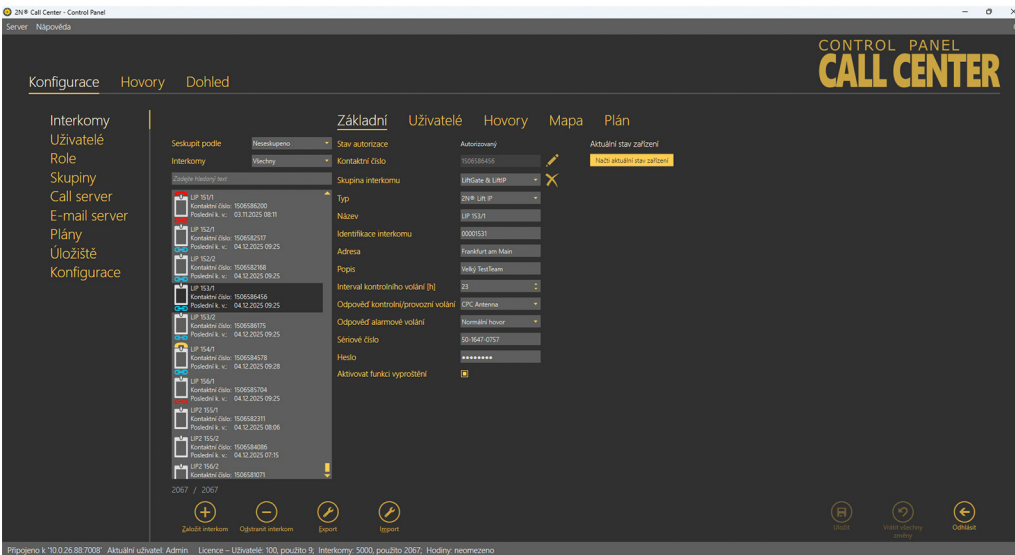 2N® Call Center - Control Panel
Server Nápověda
CONTROL PANEL
CALL CENTER
Konfigurace Hovory Dohled
Interkomy
Uživatelé
Role
Skupiny
Call server
E-mail server
Plány
Úložiště
Konfigurace
Seskupit podle Neseskupeno
Interkomy Všechny
Zadejte hledaný text
LIP 151/1
Kontaktní číslo: 1506586200
Poslední k. v.: 03.11.2025 08:11
LIP 152/1
Kontaktní číslo: 1506582517
Poslední k. v.: 04.12.2025 09:25
LIP 152/2
Kontaktní číslo: 1506582168
Poslední k. v.: 04.12.2025 09:25
LIP 153/1
Kontaktní číslo: 1506586456
Poslední k. v.: 04.12.2025 09:25
LIP 153/2
Kontaktní číslo: 1506586175
Poslední k. v.: 04.12.2025 09:25
LIP 154/1
Kontaktní číslo: 1506584578
Poslední k. v.: 04.12.2025 09:28
LIP 156/1
Kontaktní číslo: 1506585704
Poslední k. v.: 04.12.2025 09:25
LIP2 155/1
Kontaktní číslo: 1506582311
Poslední k. v.: 04.12.2025 08:06
LIP2 155/2
Kontaktní číslo: 1506584086
Poslední k. v.: 04.12.2025 07:15
LIP2 156/2
Kontaktní číslo: 1506581071
2067 / 2067
Základní Uživatelé Hovory Mapa Plán
Stav autorizace Autorizovaný
Kontaktní číslo 1506586456
Skupina interkomu LiftGate & LiftIP
Typ 2N® Lift IP
Název LIP 153/1
Identifikace interkomu 00001531
Adresa Frankfurt am Main
Popis Velký TestTeam
Interval kontrolního volání [h] 23
Odpověď kontrolní/provozní volání CPC Antenna
Odpověď alarmové volání Normální hovor
Sériové číslo 50-1647-0757
Heslo ••••••••
Aktivovat funkci vyproštění
Aktuální stav zařízení
Načti aktuální stav zařízení
Založit interkom Odstranit interkom Export Import
Uložit Vrátit všechny změny Odhlásit
Připojeno k '10.0.26.88:7008' Aktuální uživatel: Admin Licence – Uživatelé: 100, použito 9; Interkomy: 5000, použito 2067; Hodiny: neomezeno